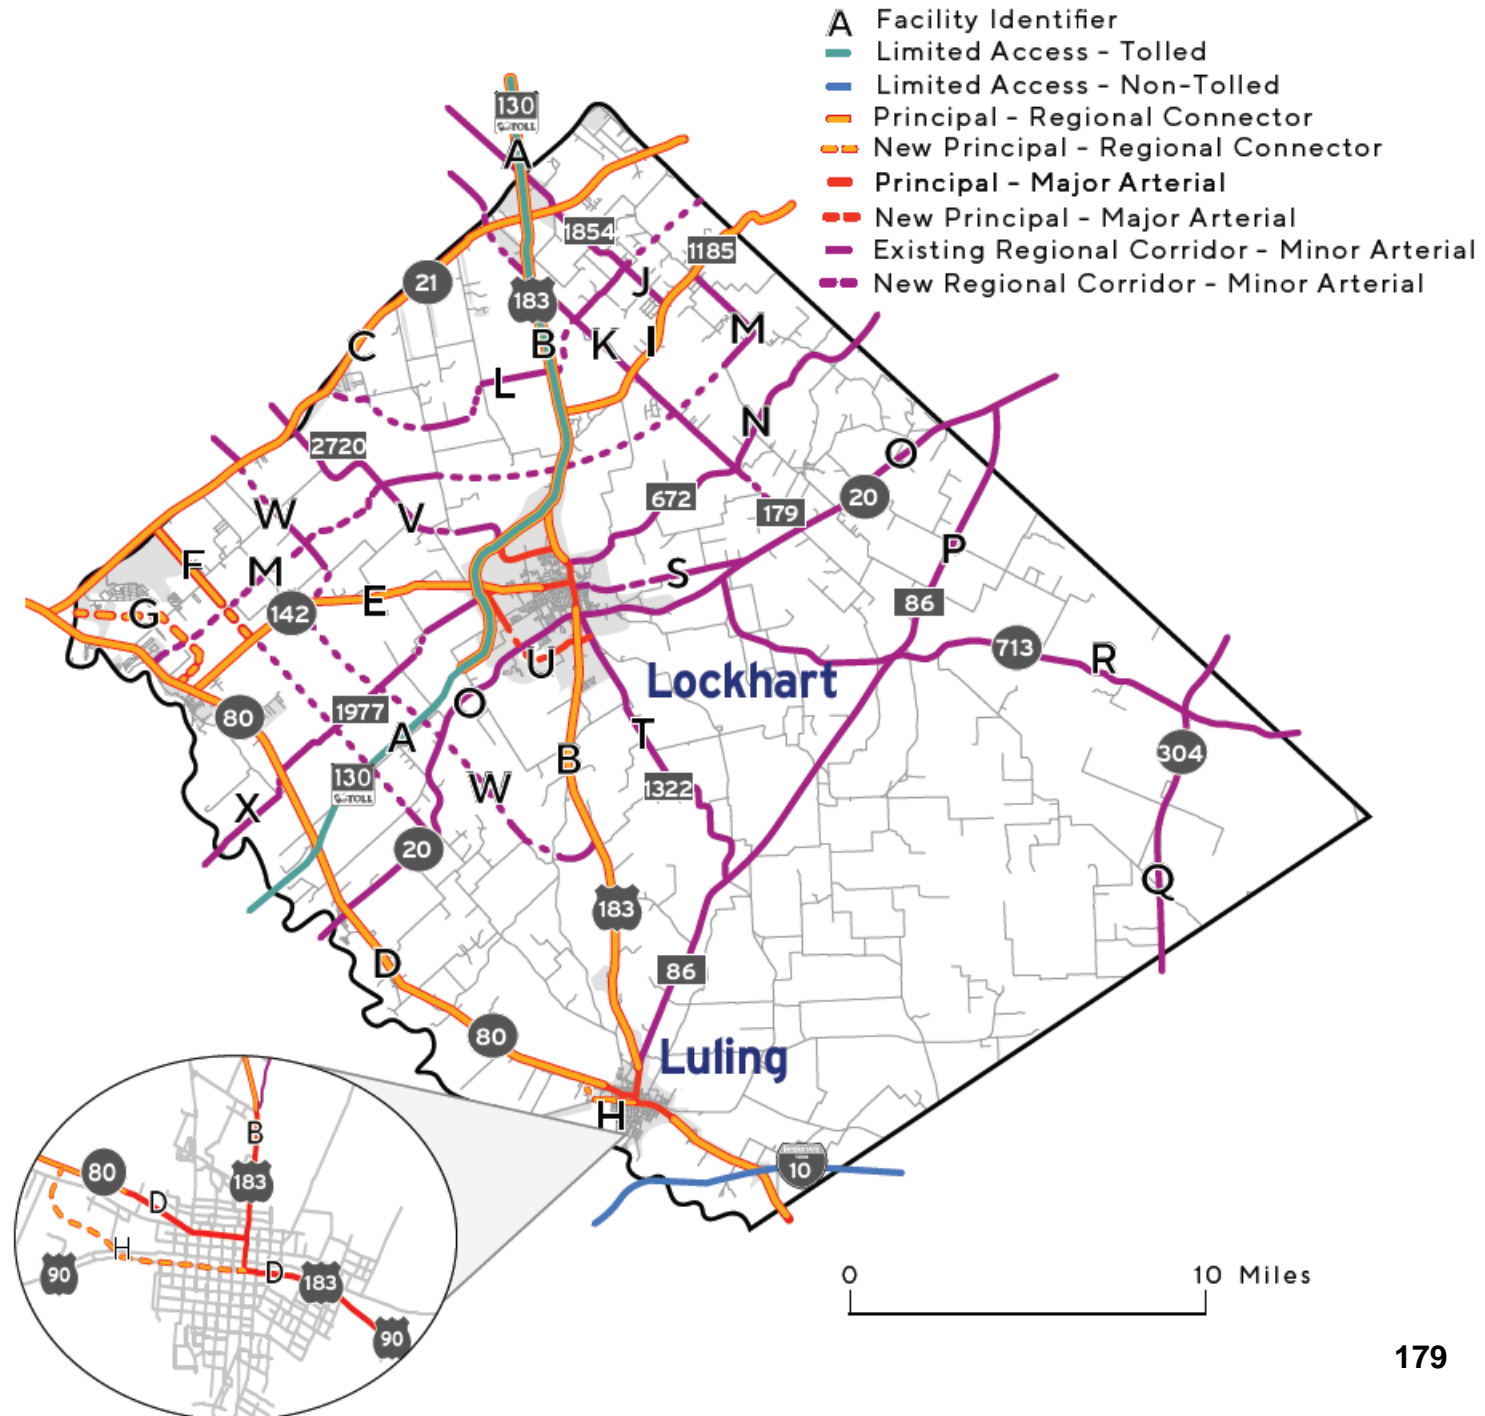 A Facility Identifier
Limited Access - Tolled
Limited Access - Non-Tolled
Principal - Regional Connector
New Principal - Regional Connector
Principal - Major Arterial
New Principal - Major Arterial
Existing Regional Corridor - Minor Arterial
New Regional Corridor - Minor Arterial
130
TOLL
A
1854
1185
21
J
183
M
C
B
K
I
L
N
2720
O
672
20
W
V
179
P
F
M
S
E
86
G
142
713
R
U
Lockhart
1977
O
80
A
T
304
B
130
TOLL
W
1322
X
20
Q
183
D
86
80
Luling
H
10
B
80
183
D
H
D
90
183
90
0 10 Miles
179